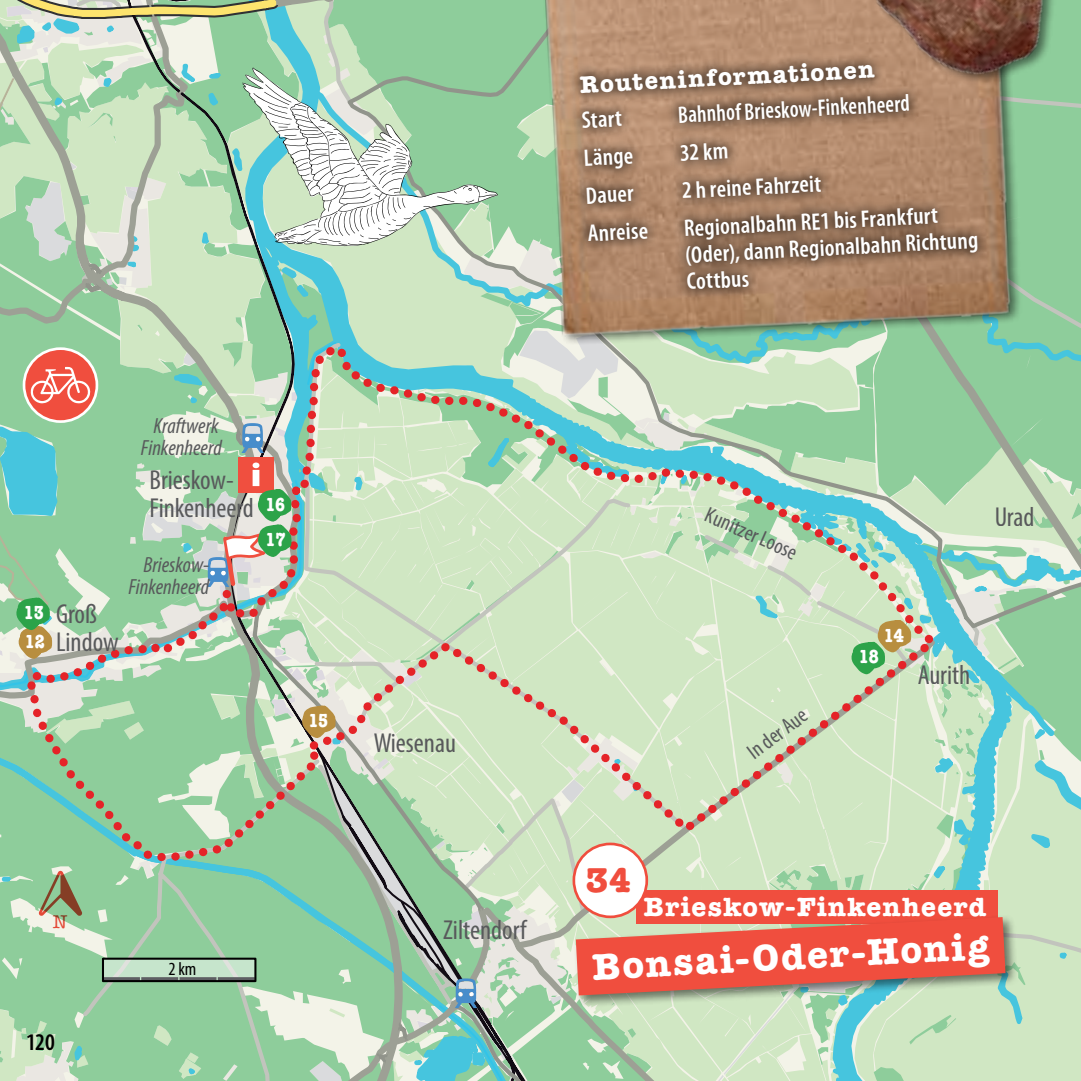 Routeninformationen
Start Bahnhof Brieskow-Finkenheerd
Länge 32 km
Dauer 2 h reine Fahrzeit
Anreise Regionalbahn RE1 bis Frankfurt
(Oder), dann Regionalbahn Richtung
Cottbus
Kraftwerk
Finkenheerd
i
Brieskow-
Finkenheerd
16
17
Brieskow-
Finkenheerd
13 Groß
12 Lindow
Kunitzer Loose
Urad
14
18
Aurith
15
Wiesenau
In der Aue
34
Brieskow-Finkenheerd
Bonsai-Oder-Honig
N
Ziltendorf
2 km
120